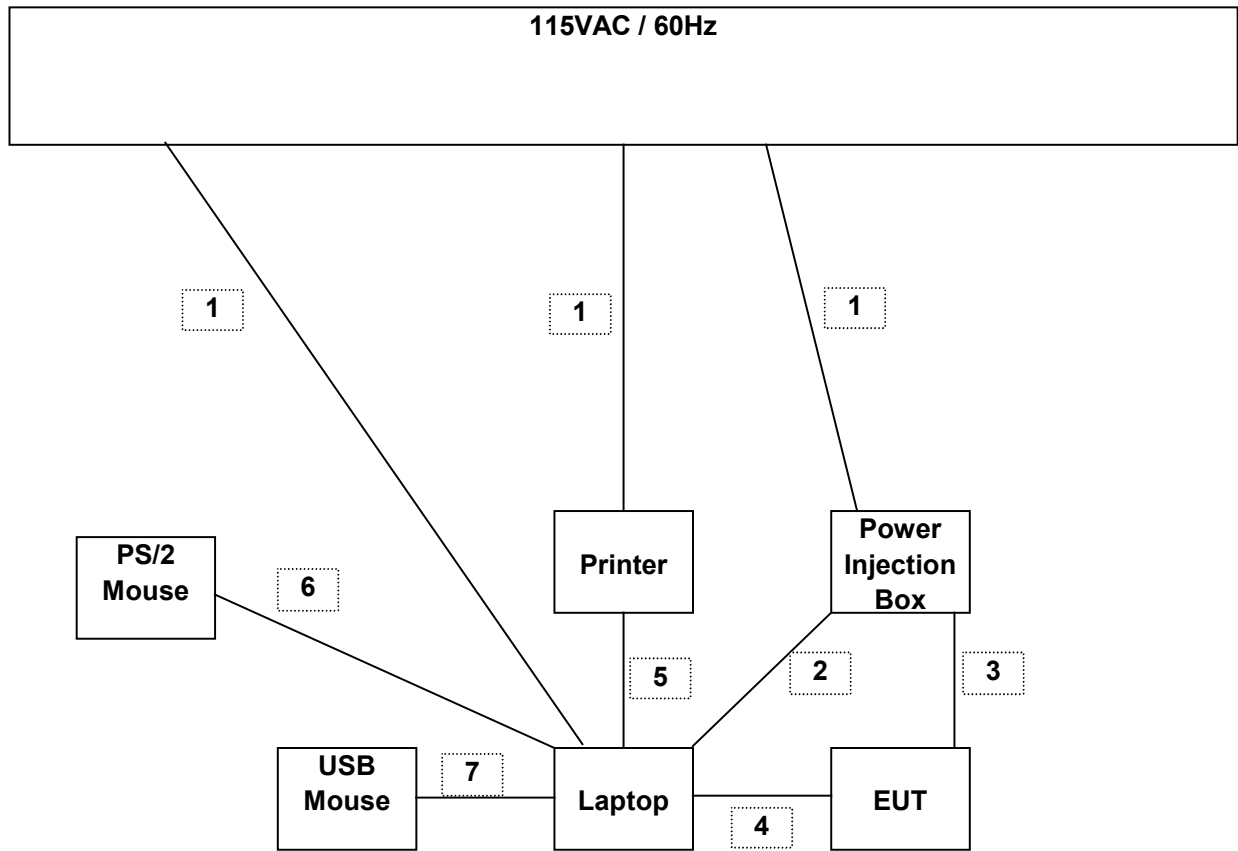 115VAC / 60Hz
1
1
1
PS/2
Mouse
6
Printer
Power
Injection
Box
5
2
3
USB
Mouse
7
Laptop
4
EUT